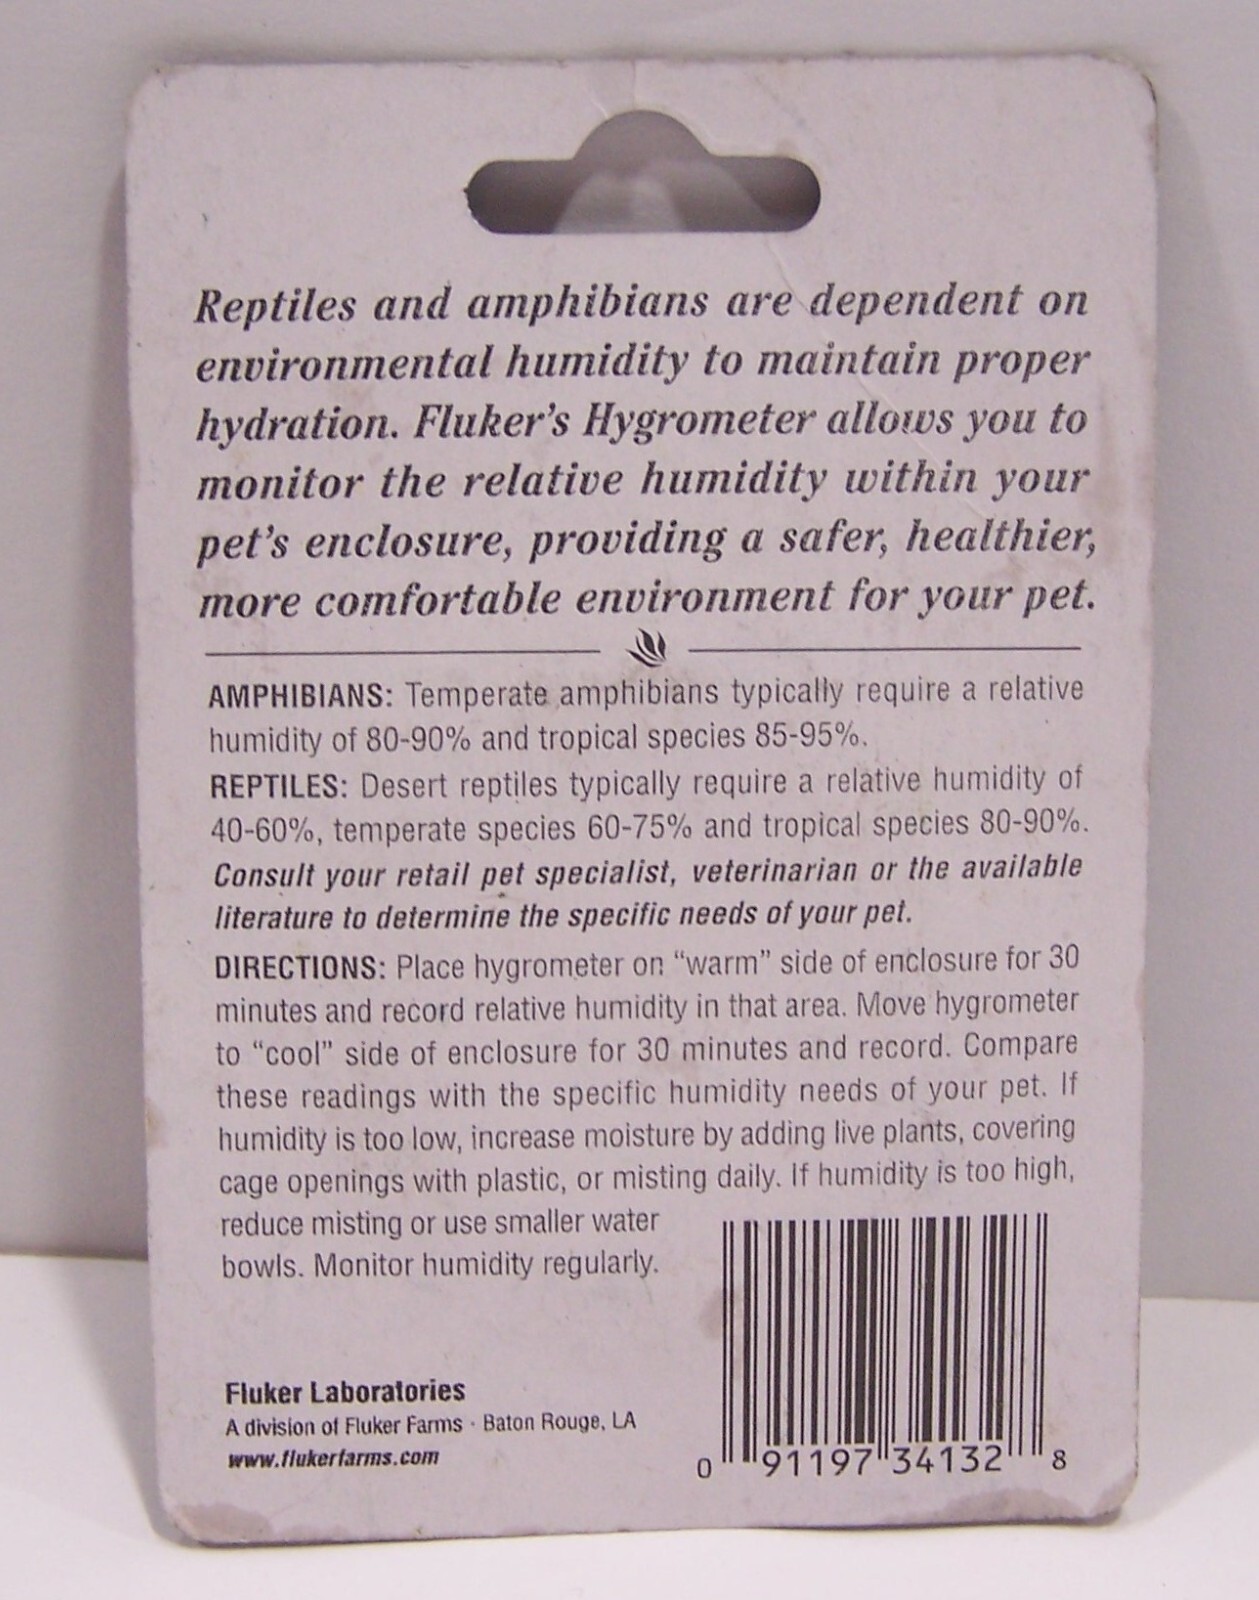 Reptiles and amphibians are dependent on
environmental humidity to maintain proper
hydration. Fluker's Hygrometer allows you to
monitor the relative humidity within your
pet's enclosure, providing a safer, healthier,
more comfortable environment for your pet.
AMPHIBIANS: Temperate amphibians typically require a relative
humidity of 80-90% and tropical species 85-95%.
REPTILES: Desert reptiles typically require a relative humidity of
40-60%, temperate species 60-75% and tropical species 80-90%.
Consult your retail pet specialist, veterinarian or the available
literature to determine the specific needs of your pet.
DIRECTIONS: Place hygrometer on “warm” side of enclosure for 30
minutes and record relative humidity in that area. Move hygrometer
to “cool” side of enclosure for 30 minutes and record. Compare
these readings with the specific humidity needs of your pet. If
humidity is too low, increase moisture by adding live plants, covering
cage openings with plastic, or misting daily. If humidity is too high,
reduce misting or use smaller water
bowls. Monitor humidity regularly.
Fluker Laboratories
A division of Fluker Farms · Baton Rouge, LA
www.flukerfarms.com
0 91197 34132 8